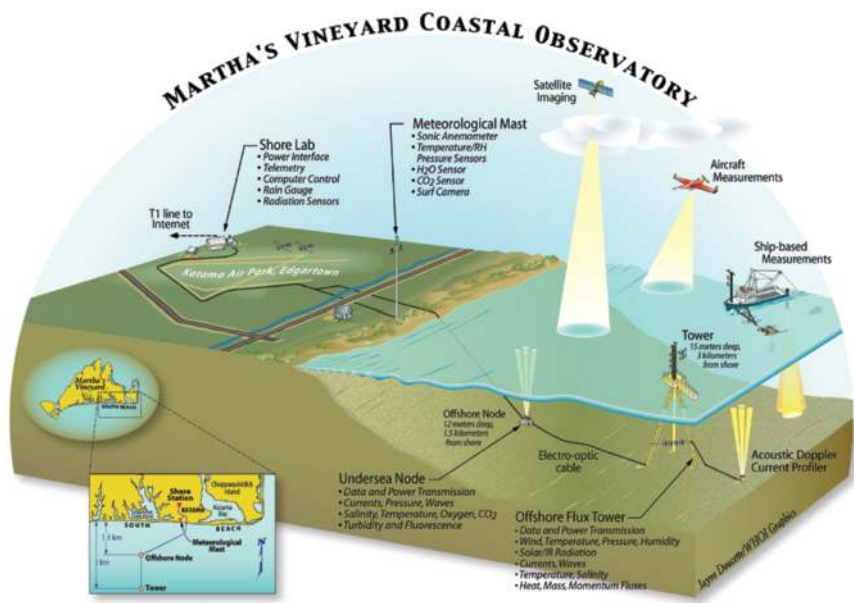 MARTHA'S VINEYARD COASTAL OBSERVATORY
Satellite
Imaging
Meteorological Mast
• Sonic Anemometer
• Temperature/RH
Pressure Sensors
• H2O Sensor
• CO2 Sensor
• Surf Camera
Shore Lab
• Power Interface
• Telemetry
• Computer Control
• Rain Gauge
• Radiation Sensors
Aircraft
Measurements
T1 line to
Internet
Katama Air Park, Edgartown
Ship-based
Measurements
Tower
15 meters deep,
3 kilometers
from shore
Martha's
Vineyard
SOUTH BEACH
Offshore Node
12 meters deep,
1.5 kilometers
from shore
Electro-optic
cable
Acoustic Doppler
Current Profiler
Undersea Node
• Data and Power Transmission
• Currents, Pressure, Waves
• Salinity, Temperature, Oxygen, CO2
• Turbidity and Fluorescence
Offshore Flux Tower
• Data and Power Transmission
• Wind, Temperature, Pressure, Humidity
• Solar/IR Radiation
• Currents, Waves
• Temperature, Salinity
• Heat, Mass, Momentum Fluxes
Chappaquiddick
Island
Shore
Station
KATAMA
Katama
Bay
SOUTH
BEACH
Meteorological
Mast
1.5 km
Offshore Node
3 km
Tower
Jayne Doucette/WHOI Graphics